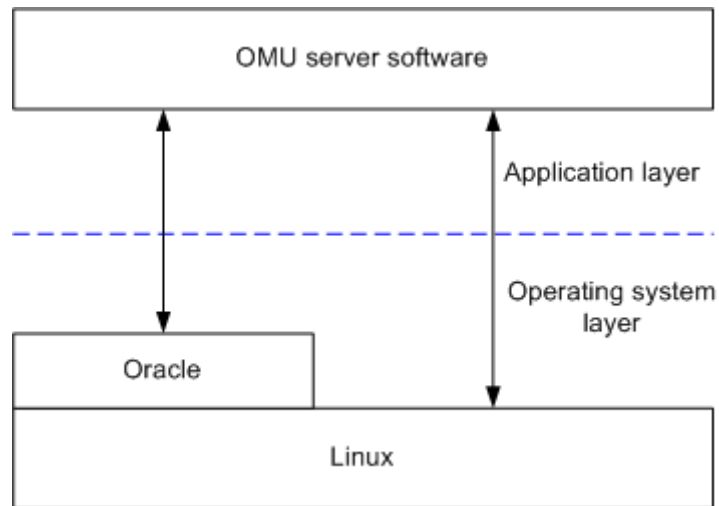 OMU server software
Application layer
Operating system
layer
Oracle
Linux